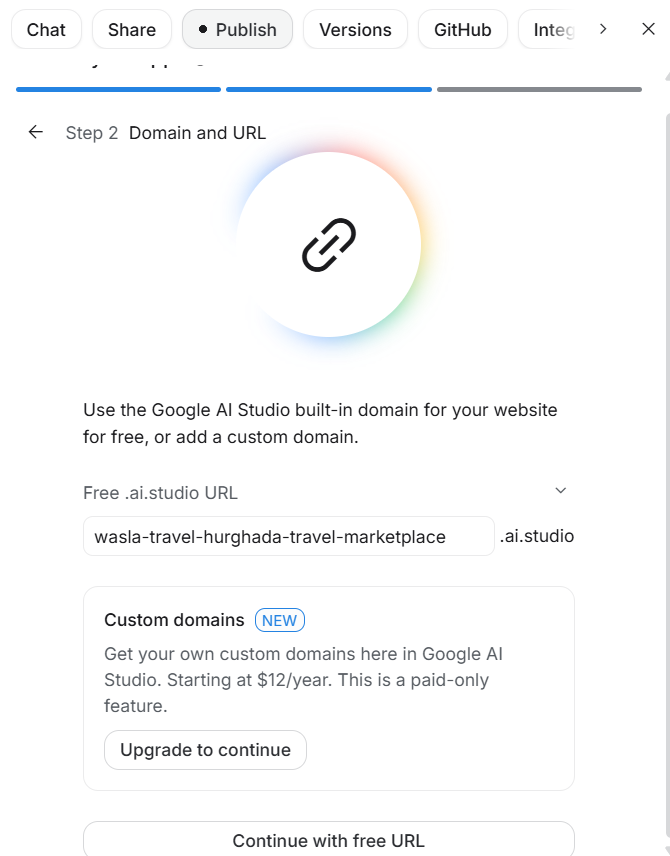 Chat Share Publish Versions GitHub Integ
Step 2 Domain and URL
Use the Google AI Studio built-in domain for your website
for free, or add a custom domain.
Free .ai.studio URL
wasla-travel-hurghada-travel-marketplace .ai.studio
Custom domains NEW
Get your own custom domains here in Google AI
Studio. Starting at $12/year. This is a paid-only
feature.
Upgrade to continue
Continue with free URL